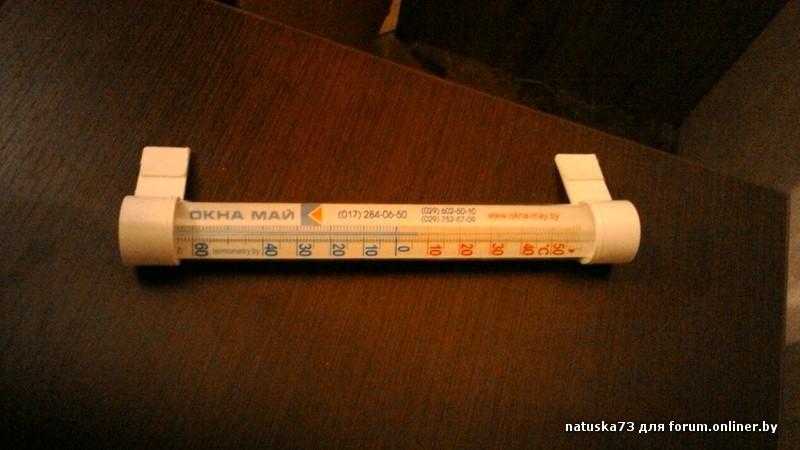 ОКНА МАЙ (017) 284-06-50 (029) 602-50-10 www.okna-may.by
(029) 752-57-09
60 termometry.by 40 30 20 10 0 10 20 30 40 °C 50
natuska73 для forum.onliner.by